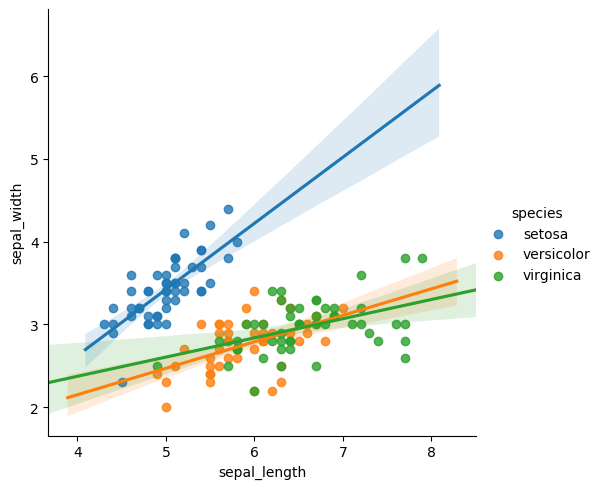 6
5
4
3
2
sepal_width
4
5
6
7
8
sepal_length
species
setosa
versicolor
virginica